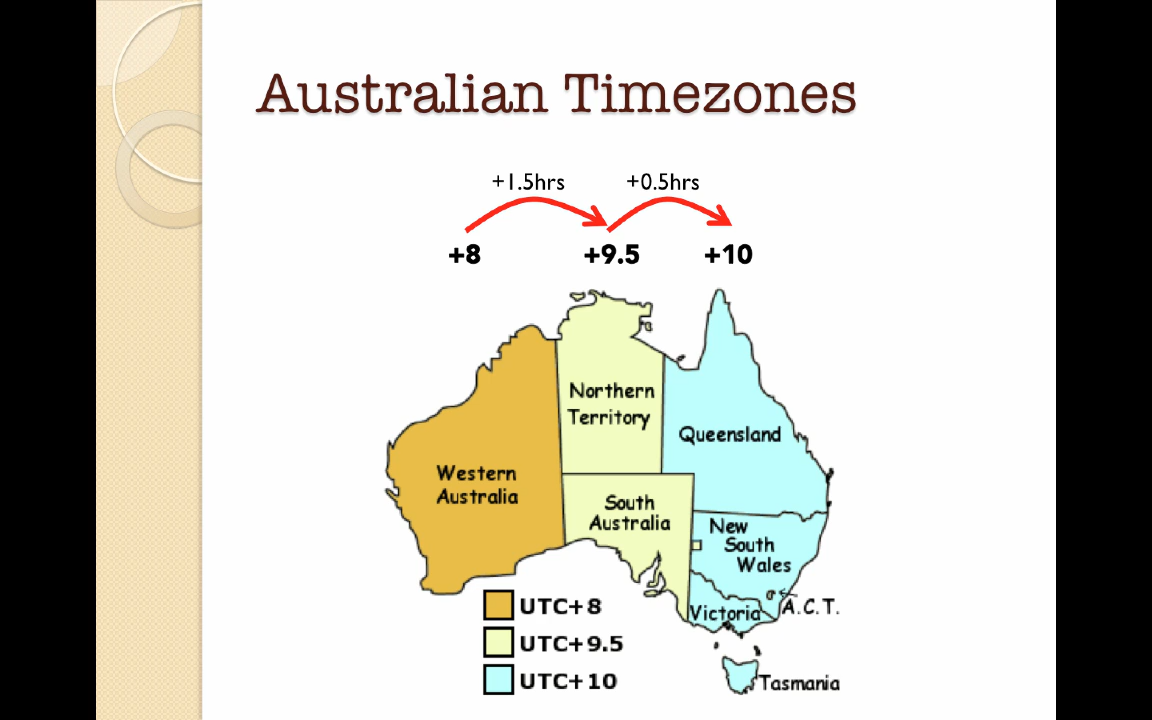 Australian Timezones
+1.5hrs +0.5hrs
+8 +9.5 +10
Northern
Territory
Queensland
Western
Australia
South
Australia
New
South
Wales
Victoria
A.C.T.
Tasmania
UTC+8
UTC+9.5
UTC+10